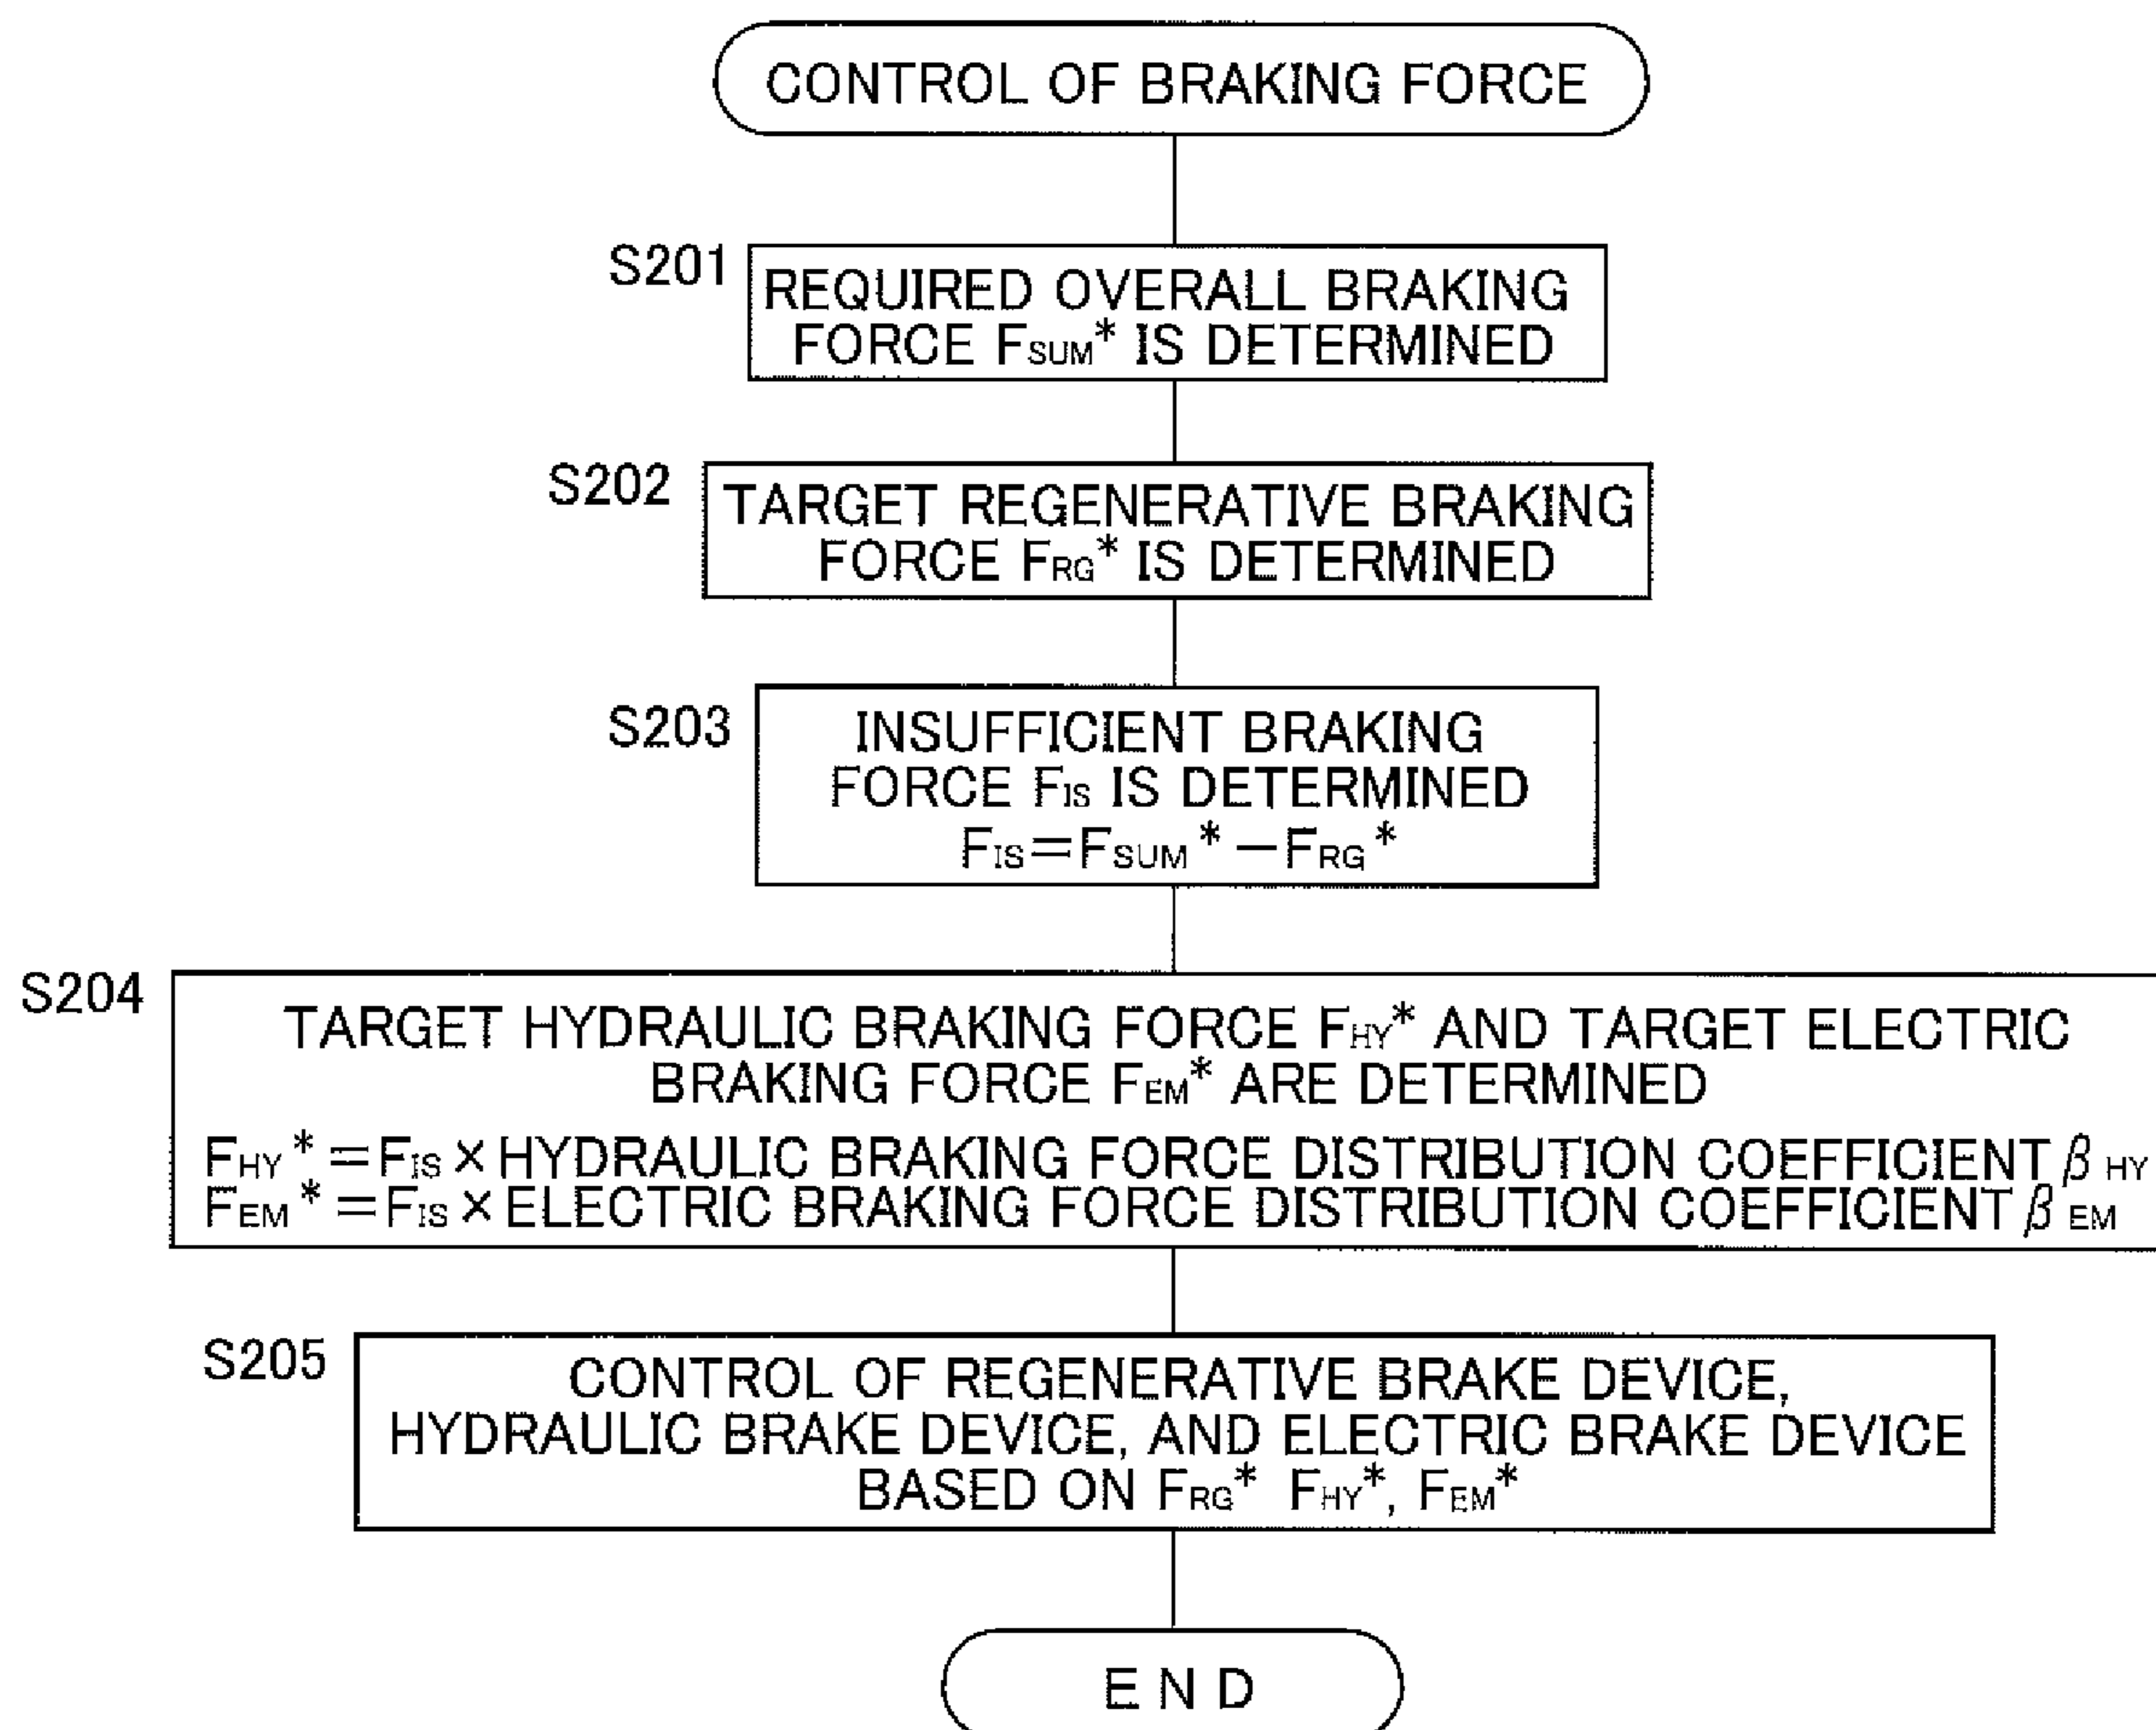 CONTROL OF BRAKING FORCE
S201
REQUIRED OVERALL BRAKING
FORCE FSUM* IS DETERMINED
S202
TARGET REGENERATIVE BRAKING
FORCE FRG* IS DETERMINED
S203
INSUFFICIENT BRAKING
FORCE FIS IS DETERMINED
FIS=FSUM*−FRG*
S204
TARGET HYDRAULIC BRAKING FORCE FHY* AND TARGET ELECTRIC
BRAKING FORCE FEM* ARE DETERMINED
FHY*=FIS×HYDRAULIC BRAKING FORCE DISTRIBUTION COEFFICIENT βHY
FEM*=FIS×ELECTRIC BRAKING FORCE DISTRIBUTION COEFFICIENT βEM
S205
CONTROL OF REGENERATIVE BRAKE DEVICE,
HYDRAULIC BRAKE DEVICE, AND ELECTRIC BRAKE DEVICE
BASED ON FRG* FHY*, FEM*
END